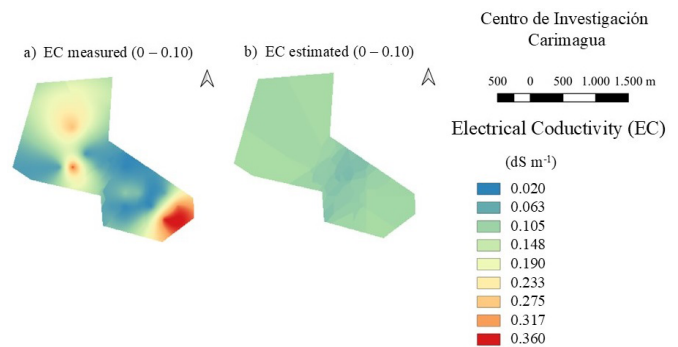 a) EC measured (0 – 0.10)
b) EC estimated (0 – 0.10)
Centro de Investigación
Carimagua
500 0 500 1.000 1.500 m
Electrical Coductivity (EC)
(dS m-1)
0.020
0.063
0.105
0.148
0.190
0.233
0.275
0.317
0.360